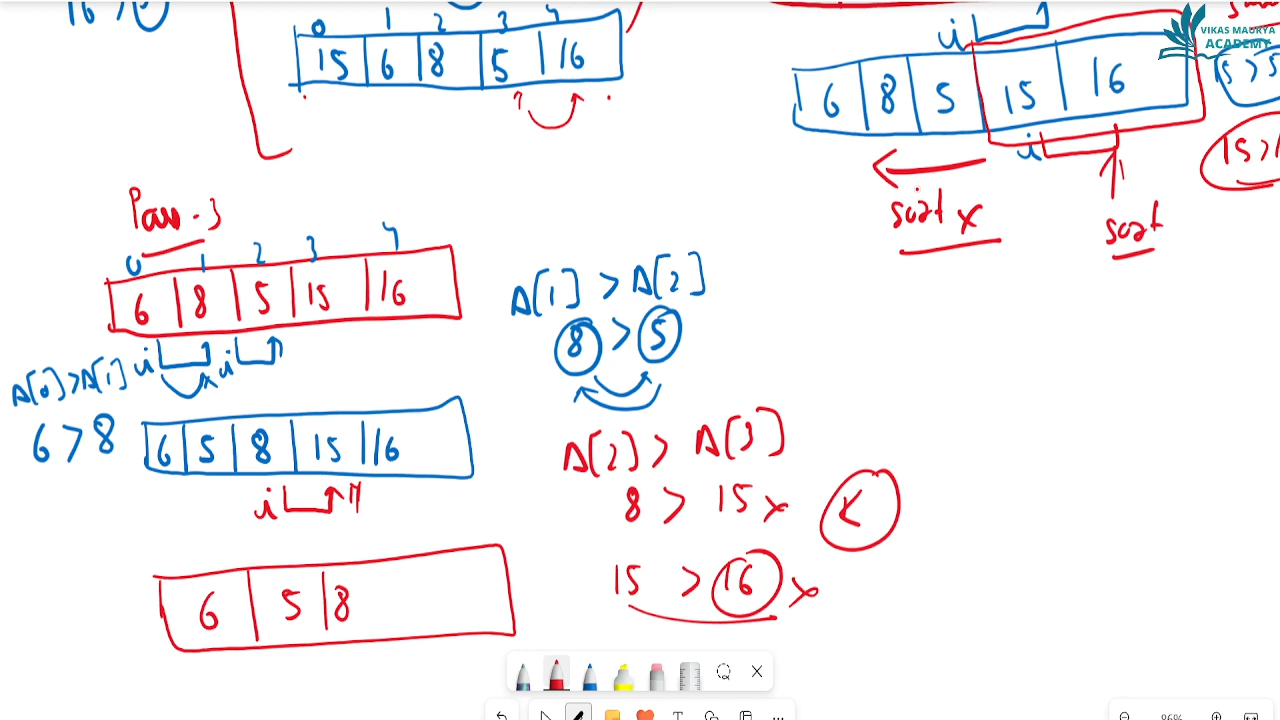 16 >
0 1 2 3 4
15 6 8 5 16
i
6 8 5 15 16
i
sort x
sort
VIKAS MAURYA
ACADEMY
15 > 5
15 >
Pass - 3
0 1 2 3 4
6 8 5 15 16
i x i
A[0] > A[1]
6 > 8
6 5 8 15 16
i
6 5 8
A[1] > A[2]
8 > 5
A[2] > A[3]
8 > 15 x
15 > 16 x
86%